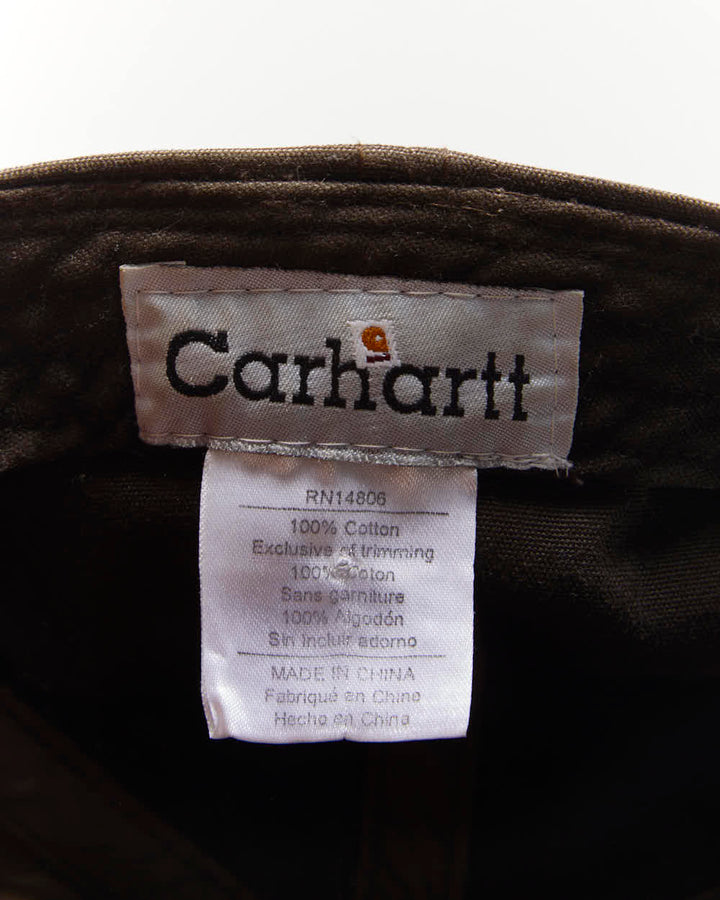 Carhartt
RN14806
100% Cotton
Exclusive of trimming
100% Coton
Sans garniture
100% Algodón
Sin incluir adorno
MADE IN CHINA
Fabriqué en Chine
Hecho en China